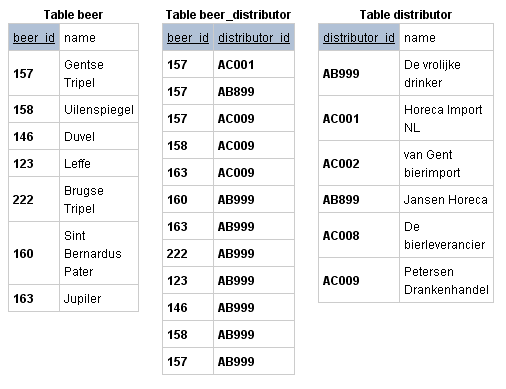 Table beer
beer_id name
157 Gentse
Tripel
158 Uilenspiegel
146 Duvel
123 Leffe
222 Brugse
Tripel
160 Sint
Bernardus
Pater
163 Jupiler
Table beer_distributor
beer_id distributor_id
157 AC001
157 AB899
157 AC009
158 AC009
163 AC009
160 AB999
163 AB999
222 AB999
123 AB999
146 AB999
158 AB999
157 AB999
Table distributor
distributor_id name
AB999 De vrolijke
drinker
AC001 Horeca Import
NL
AC002 van Gent
bierimport
AB899 Jansen Horeca
AC008 De
bierleverancier
AC009 Petersen
Drankenhandel